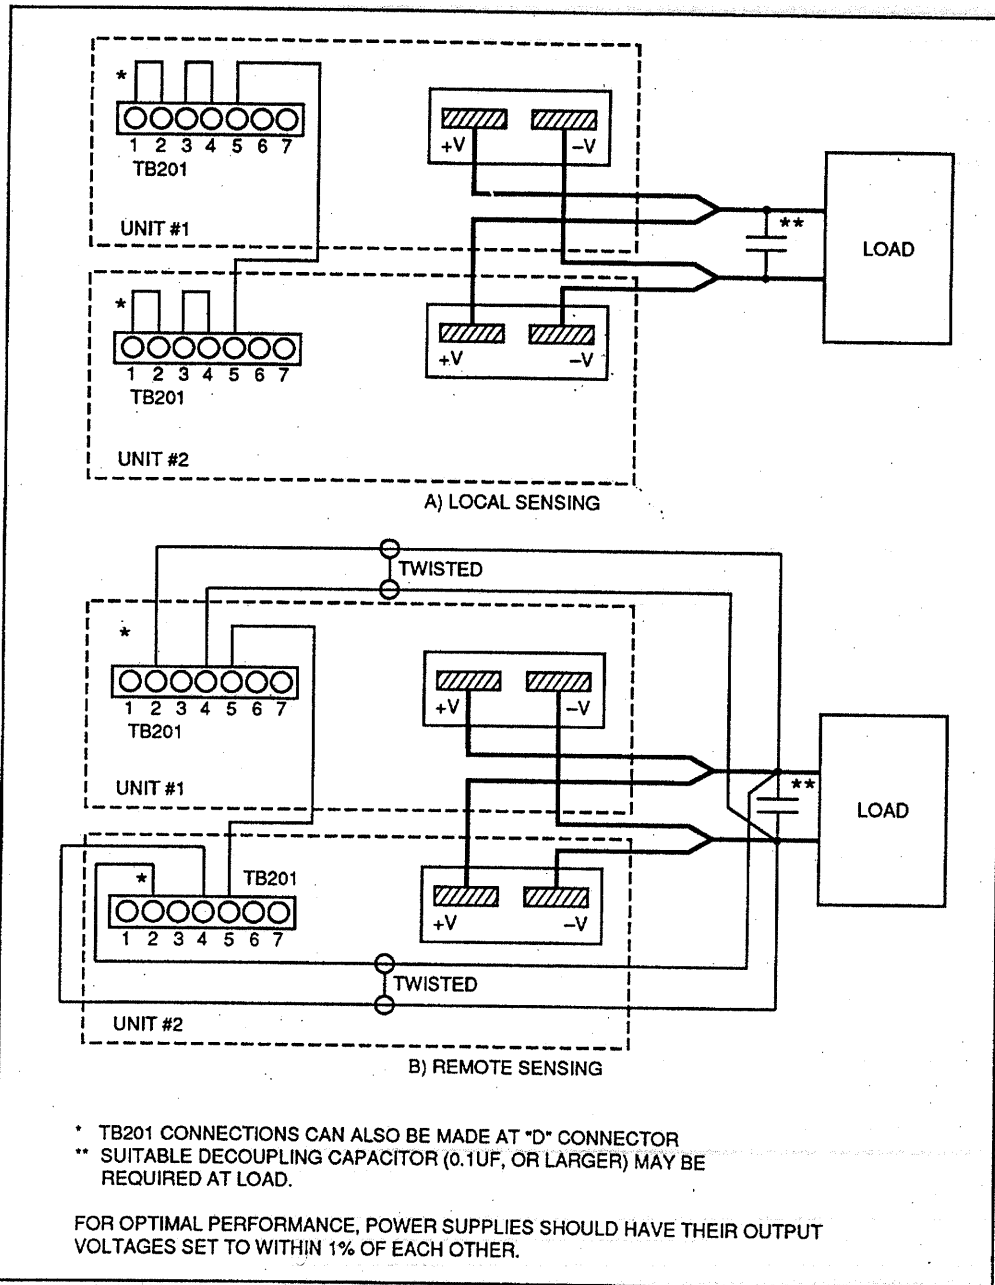 *
1 2 3 4 5 6 7
TB201
UNIT #1
+V
–V
**
LOAD
*
1 2 3 4 5 6 7
TB201
UNIT #2
+V
–V
A) LOCAL SENSING
TWISTED
*
1 2 3 4 5 6 7
TB201
UNIT #1
+V
–V
**
LOAD
*
TB201
1 2 3 4 5 6 7
+V
–V
TWISTED
UNIT #2
B) REMOTE SENSING
* TB201 CONNECTIONS CAN ALSO BE MADE AT "D" CONNECTOR
** SUITABLE DECOUPLING CAPACITOR (0.1UF, OR LARGER) MAY BE
REQUIRED AT LOAD.
FOR OPTIMAL PERFORMANCE, POWER SUPPLIES SHOULD HAVE THEIR OUTPUT
VOLTAGES SET TO WITHIN 1% OF EACH OTHER.